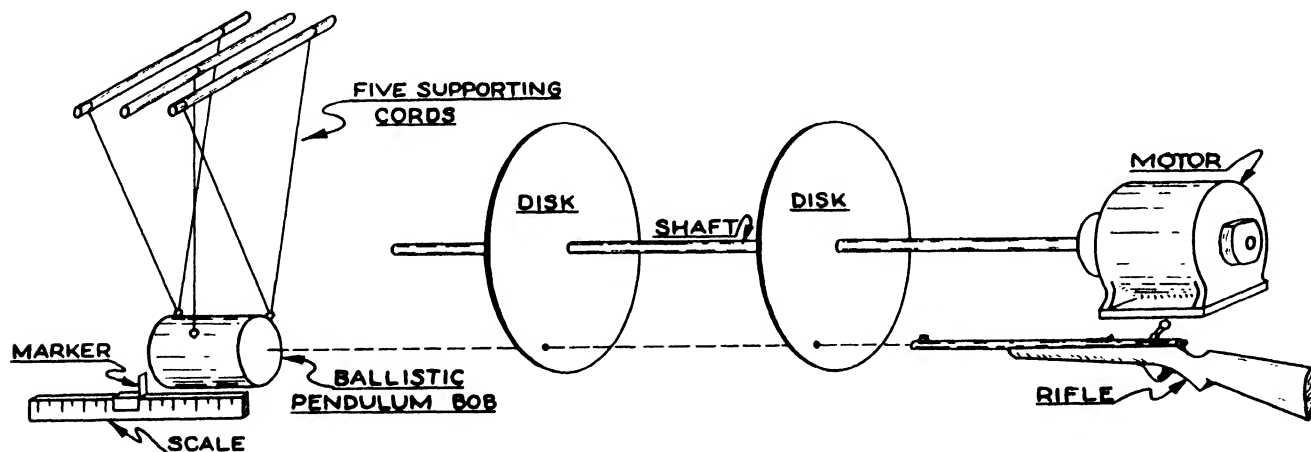 FIVE SUPPORTING
CORDS
DISK
SHAFT
DISK
MOTOR
MARKER
BALLISTIC
PENDULUM BOB
RIFLE
SCALE